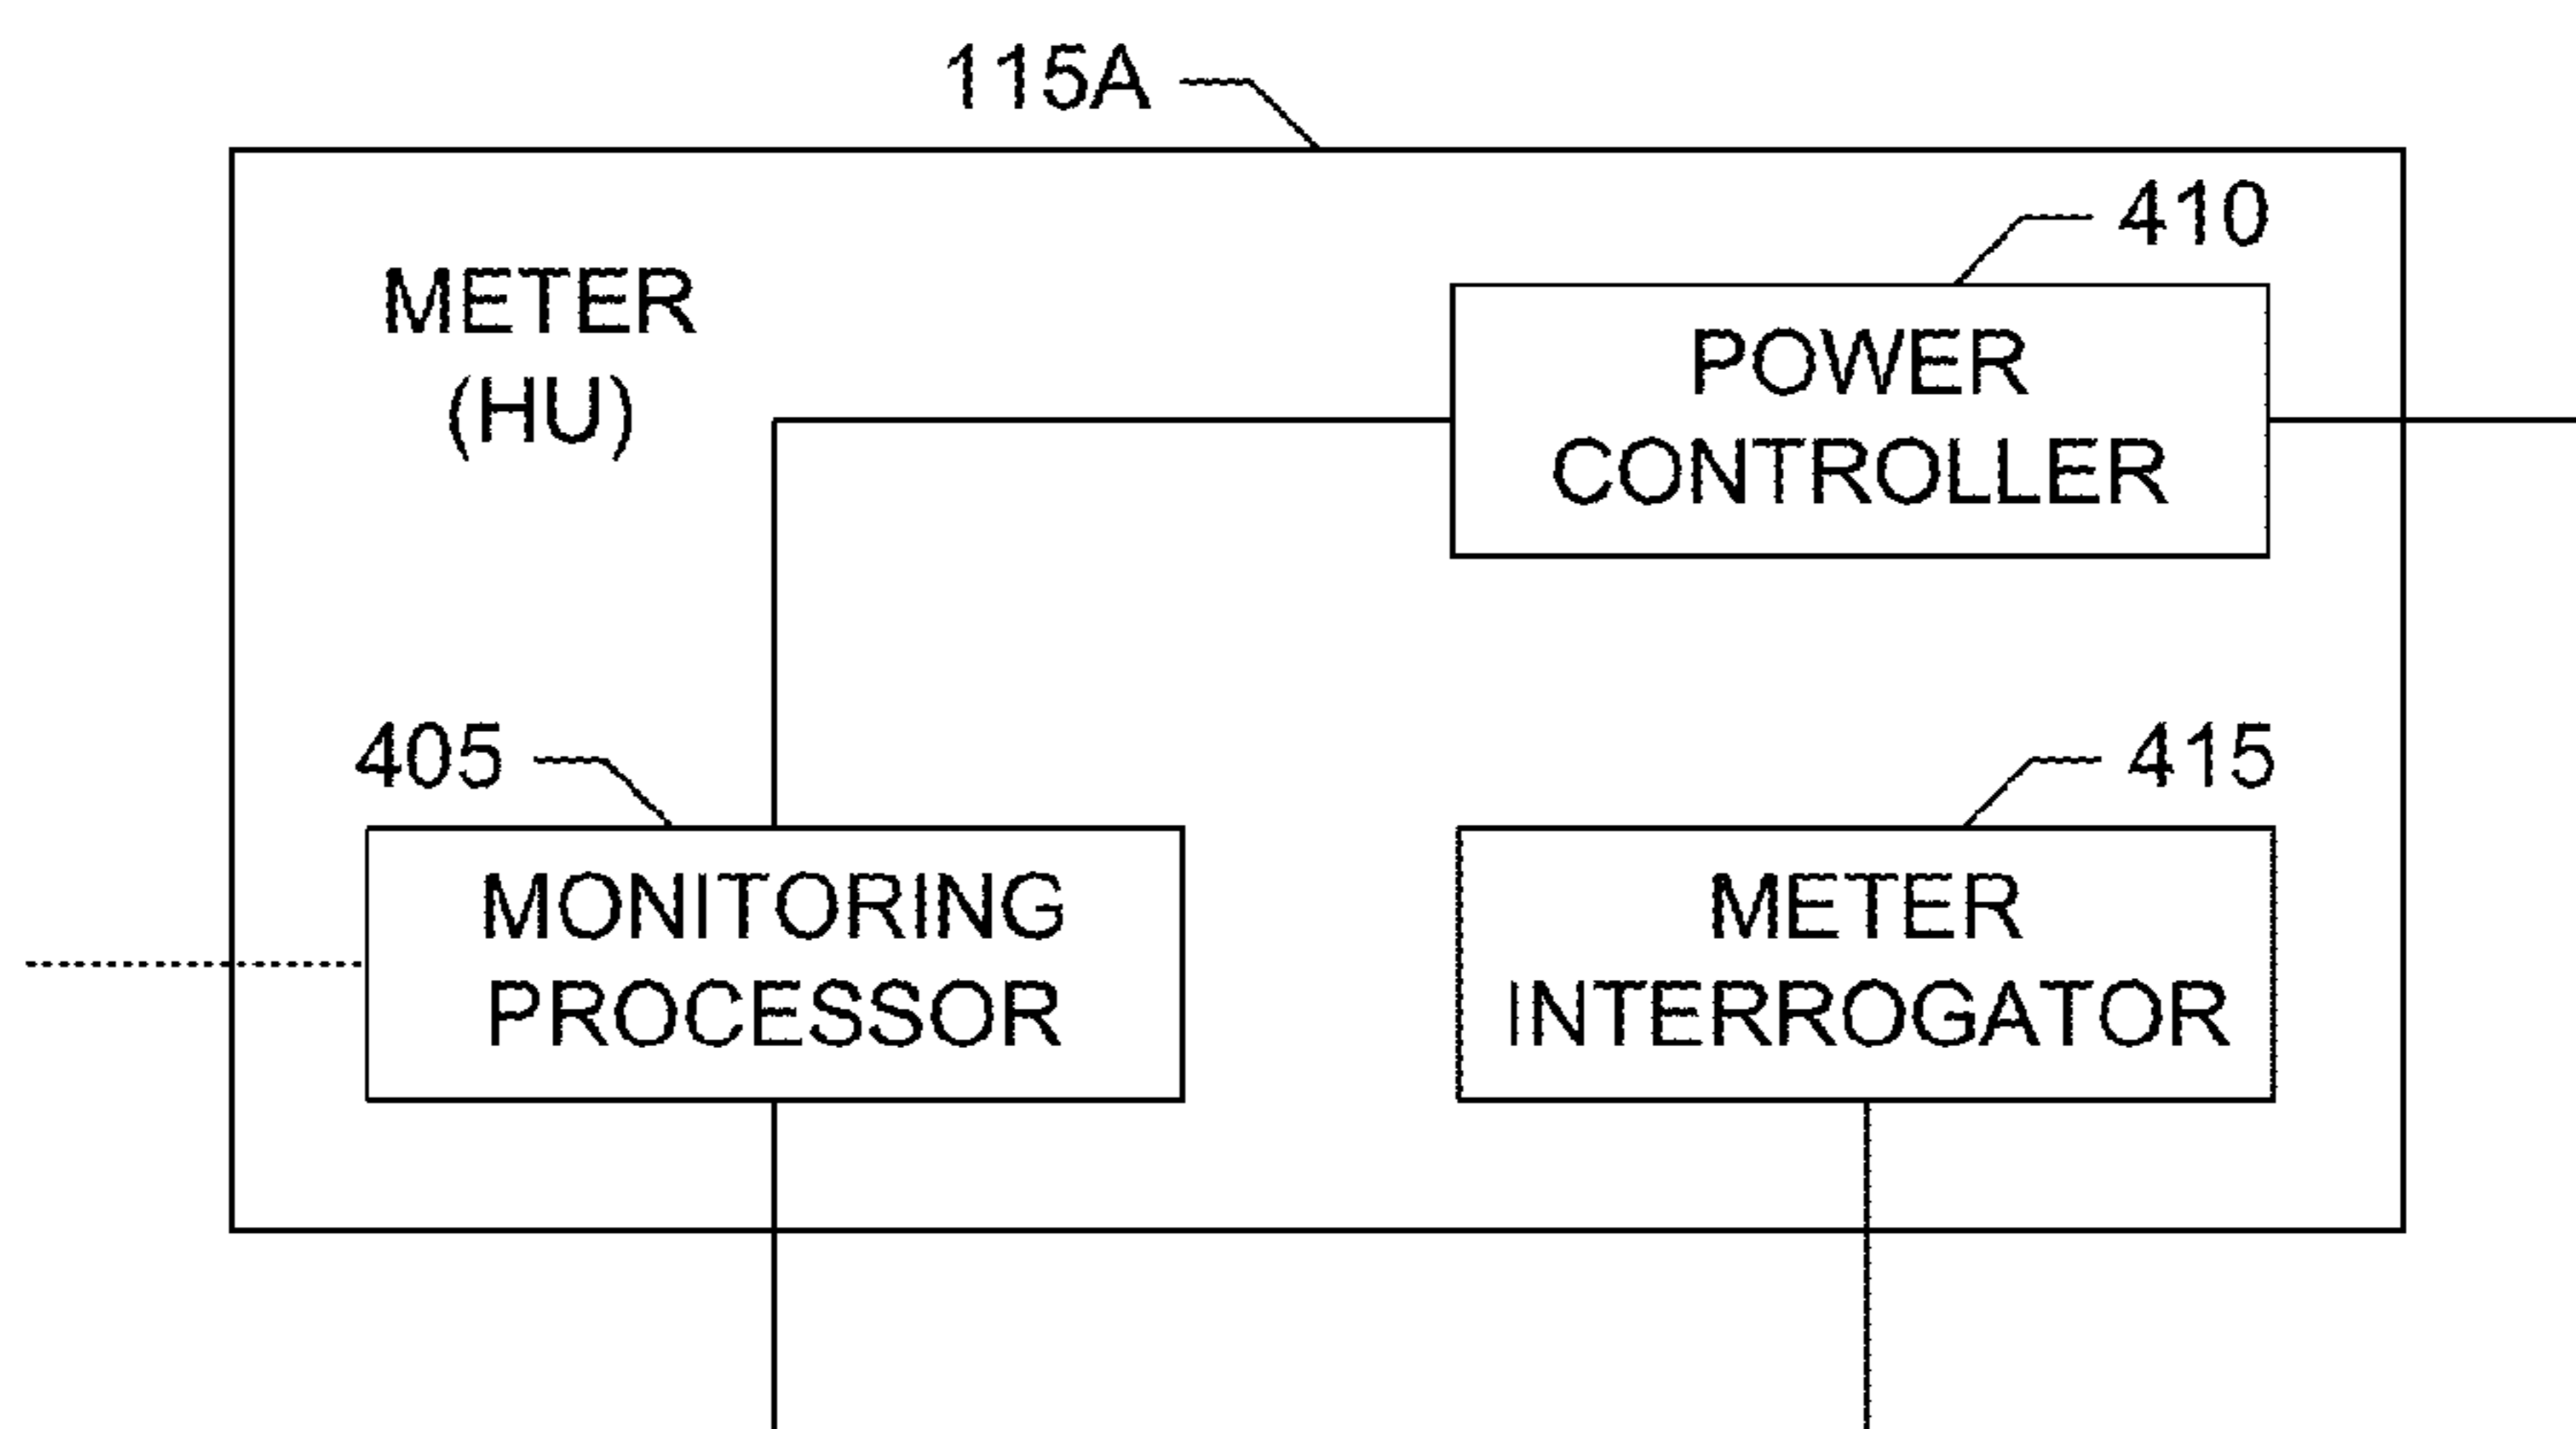 115A
410
METER
(HU)
POWER
CONTROLLER
405
415
MONITORING
PROCESSOR
METER
INTERROGATOR